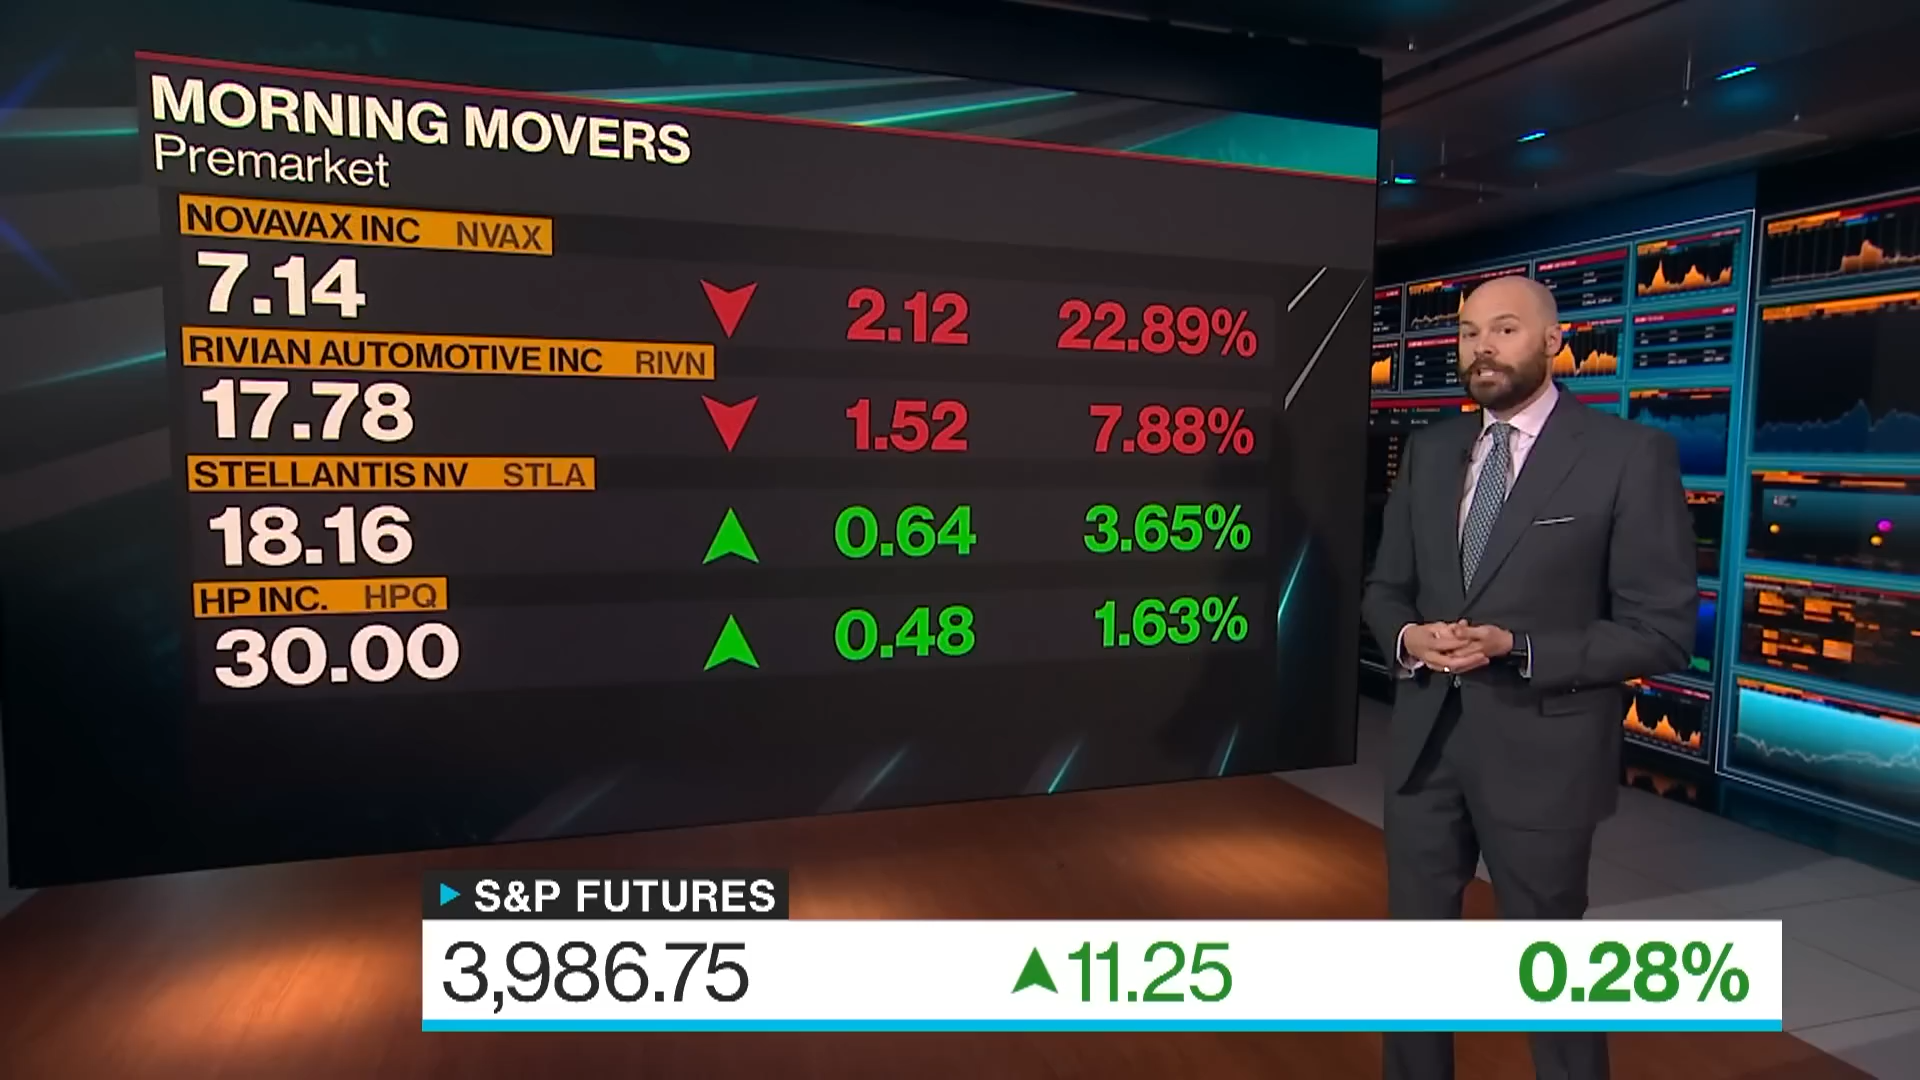 MORNING MOVERS
Premarket
NOVAVAX INC NVAX
7.14 2.12 22.89%
RIVIAN AUTOMOTIVE INC RIVN
17.78 1.52 7.88%
STELLANTIS NV STLA
18.16 0.64 3.65%
HP INC. HPQ
30.00 0.48 1.63%
S&P FUTURES
3,986.75 11.25 0.28%